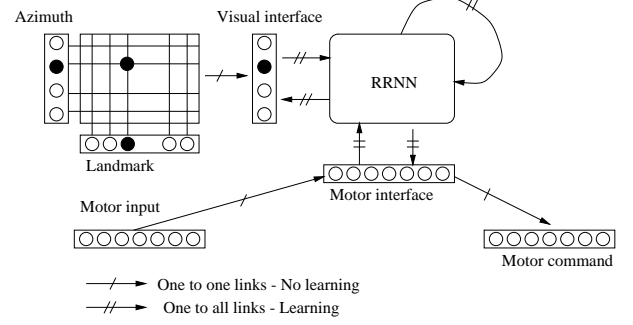 Azimuth
Visual interface
RRNN
Landmark
Motor interface
Motor input
Motor command
One to one links - No learning
One to all links - Learning